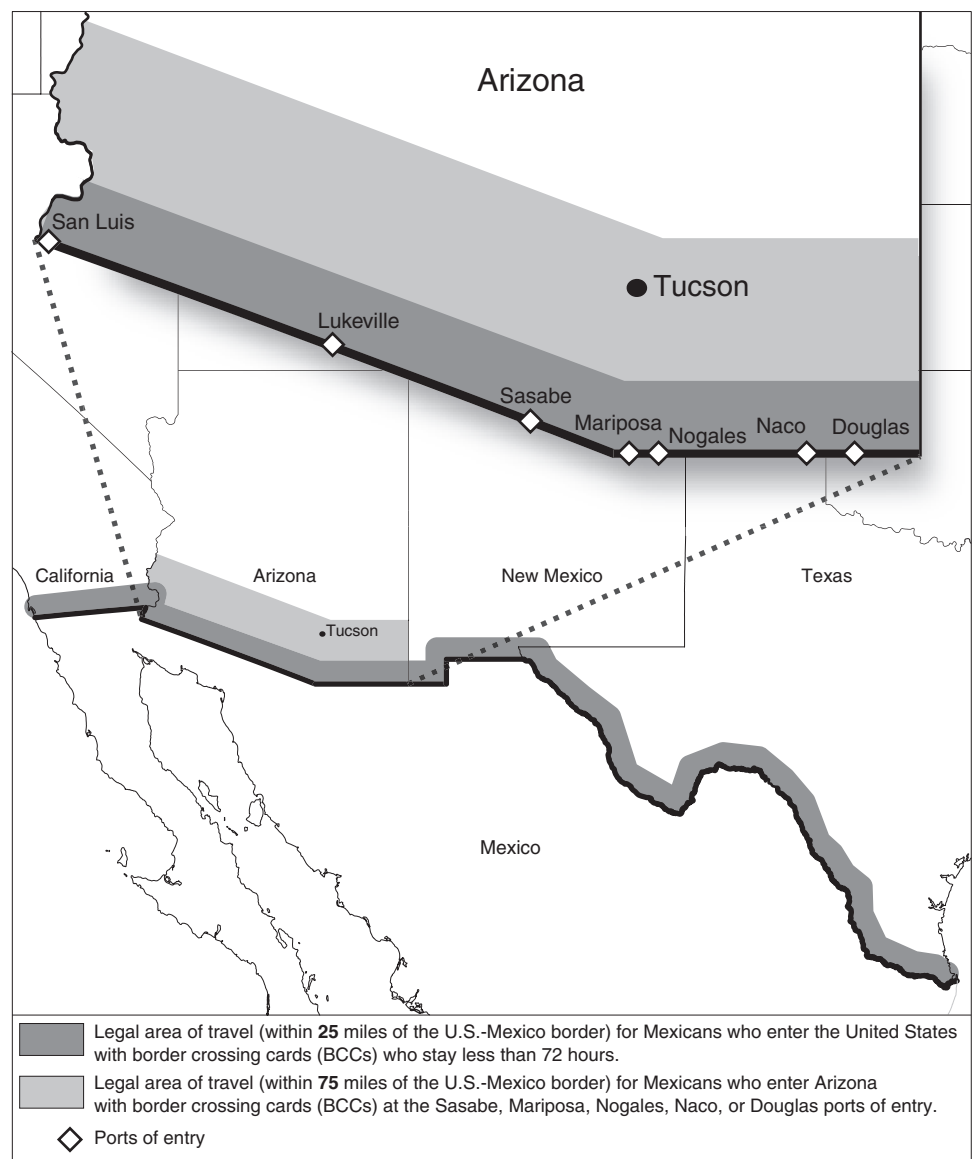 Arizona
San Luis
Tucson
Lukeville
Sasabe
Mariposa
Nogales
Naco
Douglas
California
Arizona
New Mexico
Texas
Tucson
Mexico
Legal area of travel (within 25 miles of the U.S.-Mexico border) for Mexicans who enter the United States
with border crossing cards (BCCs) who stay less than 72 hours.
Legal area of travel (within 75 miles of the U.S.-Mexico border) for Mexicans who enter Arizona
with border crossing cards (BCCs) at the Sasabe, Mariposa, Nogales, Naco, or Douglas ports of entry.
Ports of entry